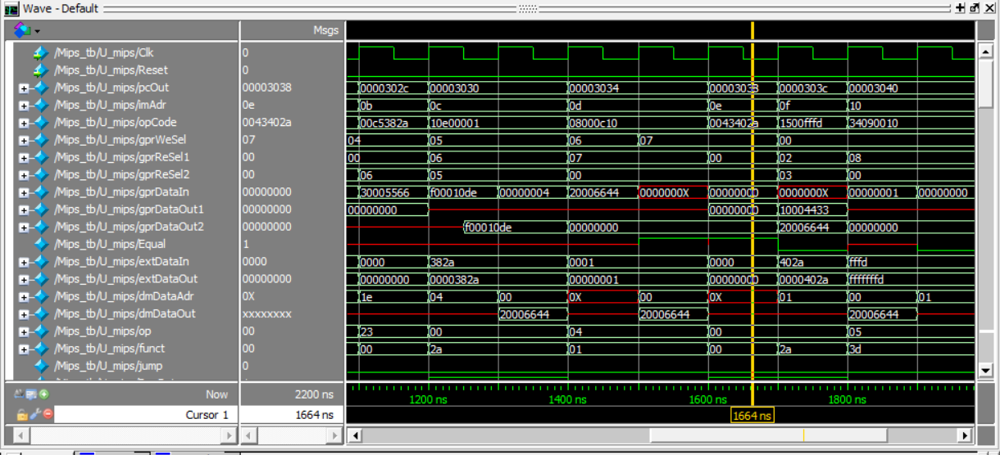 Wave - Default
Msgs
/Mips_tb/U_mips/Clk 0
/Mips_tb/U_mips/Reset 0
/Mips_tb/U_mips/pcOut 00003038 0000302c 00003030 00003034 00003038 0000303c 00003040
/Mips_tb/U_mips/imAdr 0e 0b 0c 0d 0e 0f 10
/Mips_tb/U_mips/opCode 0043402a 00c5382a 10e00001 08000c10 0043402a 1500fffd 34090010
/Mips_tb/U_mips/gprWeSel 07 04 05 06 07 00
/Mips_tb/U_mips/gprReSel1 00 00 06 07 00 02 08
/Mips_tb/U_mips/gprReSel2 00 06 05 00 03 00
/Mips_tb/U_mips/gprDataIn 00000000 30005566 f00010de 00000004 20006644 0000000X 00000000 0000000X 00000001 00000000
/Mips_tb/U_mips/gprDataOut1 00000000 00000000 00000000 10004433
/Mips_tb/U_mips/gprDataOut2 00000000 f00010de 00000000 20006644 00000000
/Mips_tb/U_mips/Equal 1
/Mips_tb/U_mips/extDataIn 0000 0000 382a 0001 0000 402a fffd
/Mips_tb/U_mips/extDataOut 00000000 00000000 0000382a 00000001 00000000 0000402a fffffffd
/Mips_tb/U_mips/dmDataAdr 0X 1e 04 00 0X 00 0X 01 00 01
/Mips_tb/U_mips/dmDataOut xxxxxxxx 20006644 20006644 20006644
/Mips_tb/U_mips/op 00 23 00 04 00 05
/Mips_tb/U_mips/funct 00 00 2a 01 00 2a 3d
/Mips_tb/U_mips/jump 0
Now 2200 ns 1200 ns 1400 ns 1600 ns 1800 ns
Cursor 1 1664 ns 1664 ns